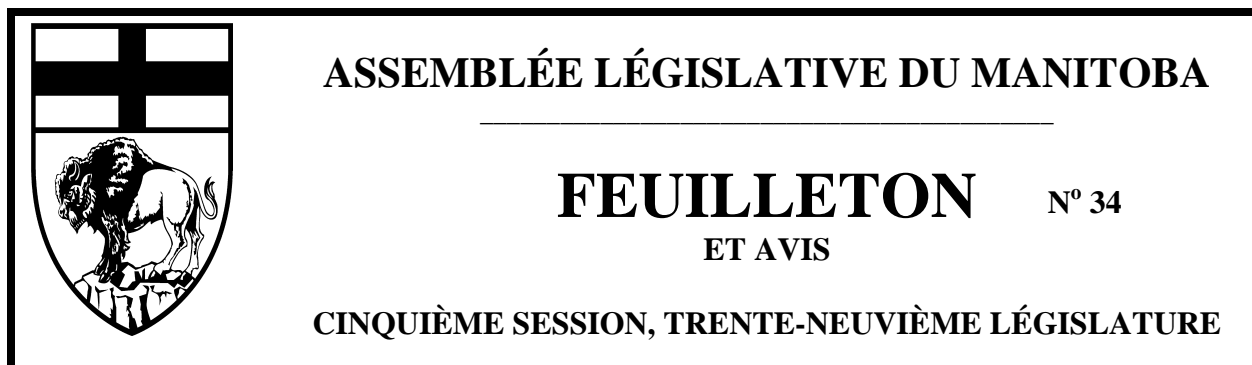 ASSEMBLÉE LÉGISLATIVE DU MANITOBA
FEUILLETON Nº 34
ET AVIS
CINQUIÈME SESSION, TRENTE-NEUVIÈME LÉGISLATURE